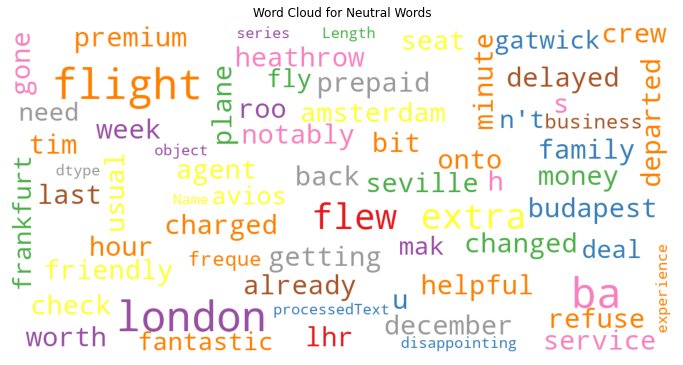 Word Cloud for Neutral Words
series Length
premium seat gatwick crew
gone heathrow minute
flight plane fly prepaid delayed departed
need roo amsterdam s
week notably n't business
tim object bit onto family
dtype usual agent back seville h money
frankfurt last Name avios
charged flew extra budapest
hour freque getting mak changed deal
friendly already helpful experience
check london processedText u ba
worth fantastic lhr december refuse
disappointing service